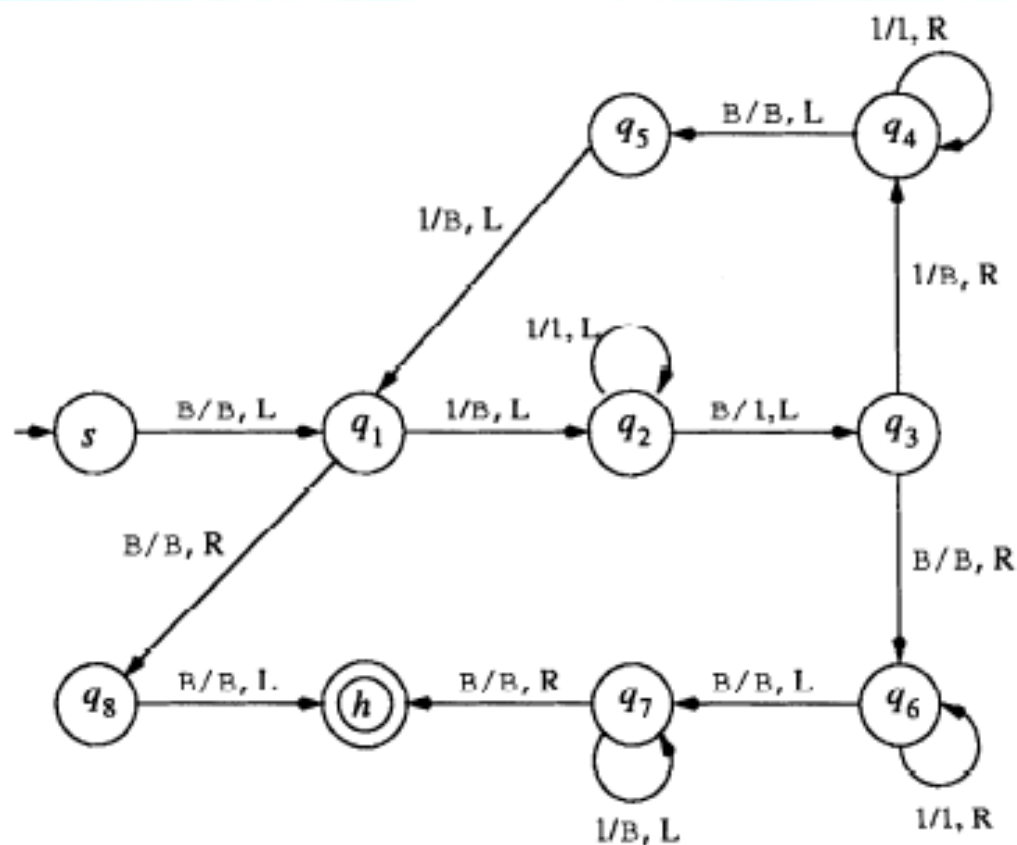 1/1, R
q5
B/B, L
q4
1/B, L
1/B, R
1/1, L
s
B/B, L
q1
1/B, L
q2
B/1,L
q3
B/B, R
B/B, R
q8
B/B, L
h
B/B, R
q7
B/B, L
q6
1/B, L
1/1, R